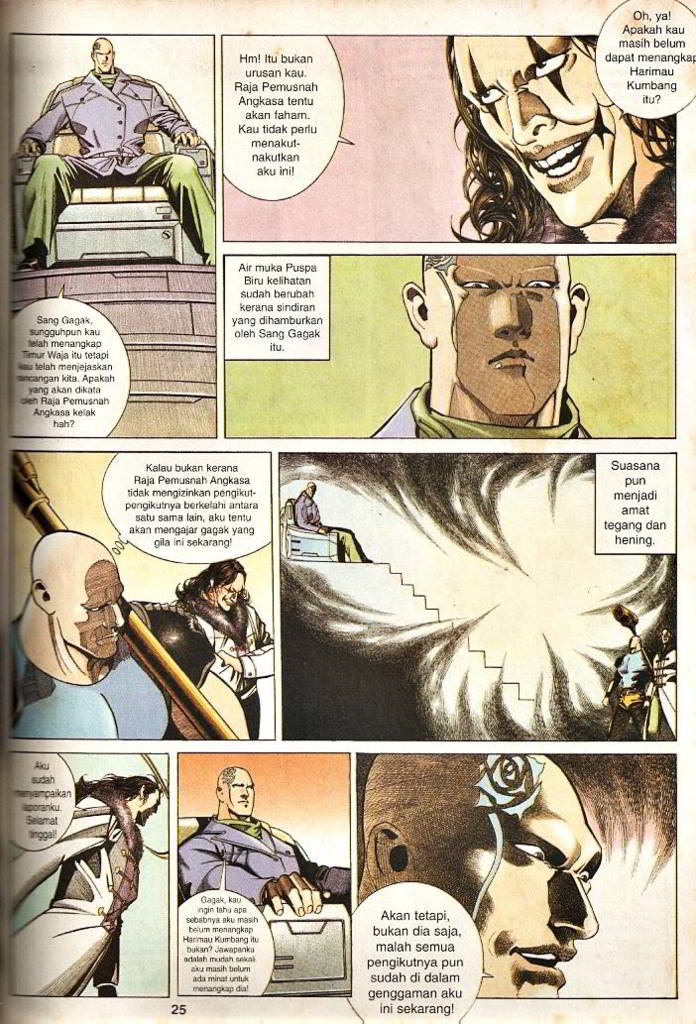 Sang Gagak,
sungguhpun kau
telah menangkap
Timur Waja itu tetapi
kau telah menjejaskan
rancangan kita. Apakah
yang akan dikata
oleh Raja Pemusnah
Angkasa kelak
hah?
Hm! Itu bukan
urusan kau.
Raja Pemusnah
Angkasa tentu
akan faham.
Kau tidak perlu
menakut-
nakutkan
aku ini!
Oh, ya!
Apakah kau
masih belum
dapat menangkap
Harimau
Kumbang
itu?
Air muka Puspa
Biru kelihatan
sudah berubah
kerana sindiran
yang dihamburkan
oleh Sang Gagak
itu.
Kalau bukan kerana
Raja Pemusnah Angkasa
tidak mengizinkan pengikut-
pengikutnya berkelahi antara
satu sama lain, aku tentu
akan mengajar gagak yang
gila ini sekarang!
Suasana
pun
menjadi
amat
tegang dan
hening.
Aku
sudah
menyampaikan
laporanku.
Selamat
tinggal!
Gagak, kau
ingin tahu apa
sebabnya aku masih
belum menangkap
Harimau Kumbang itu
bukan? Jawapanku
adalah mudah sekali
aku masih belum
ada minat untuk
menangkap dia!
Akan tetapi,
bukan dia saja,
malah semua
pengikutnya pun
sudah di dalam
genggaman aku
ini sekarang!
25